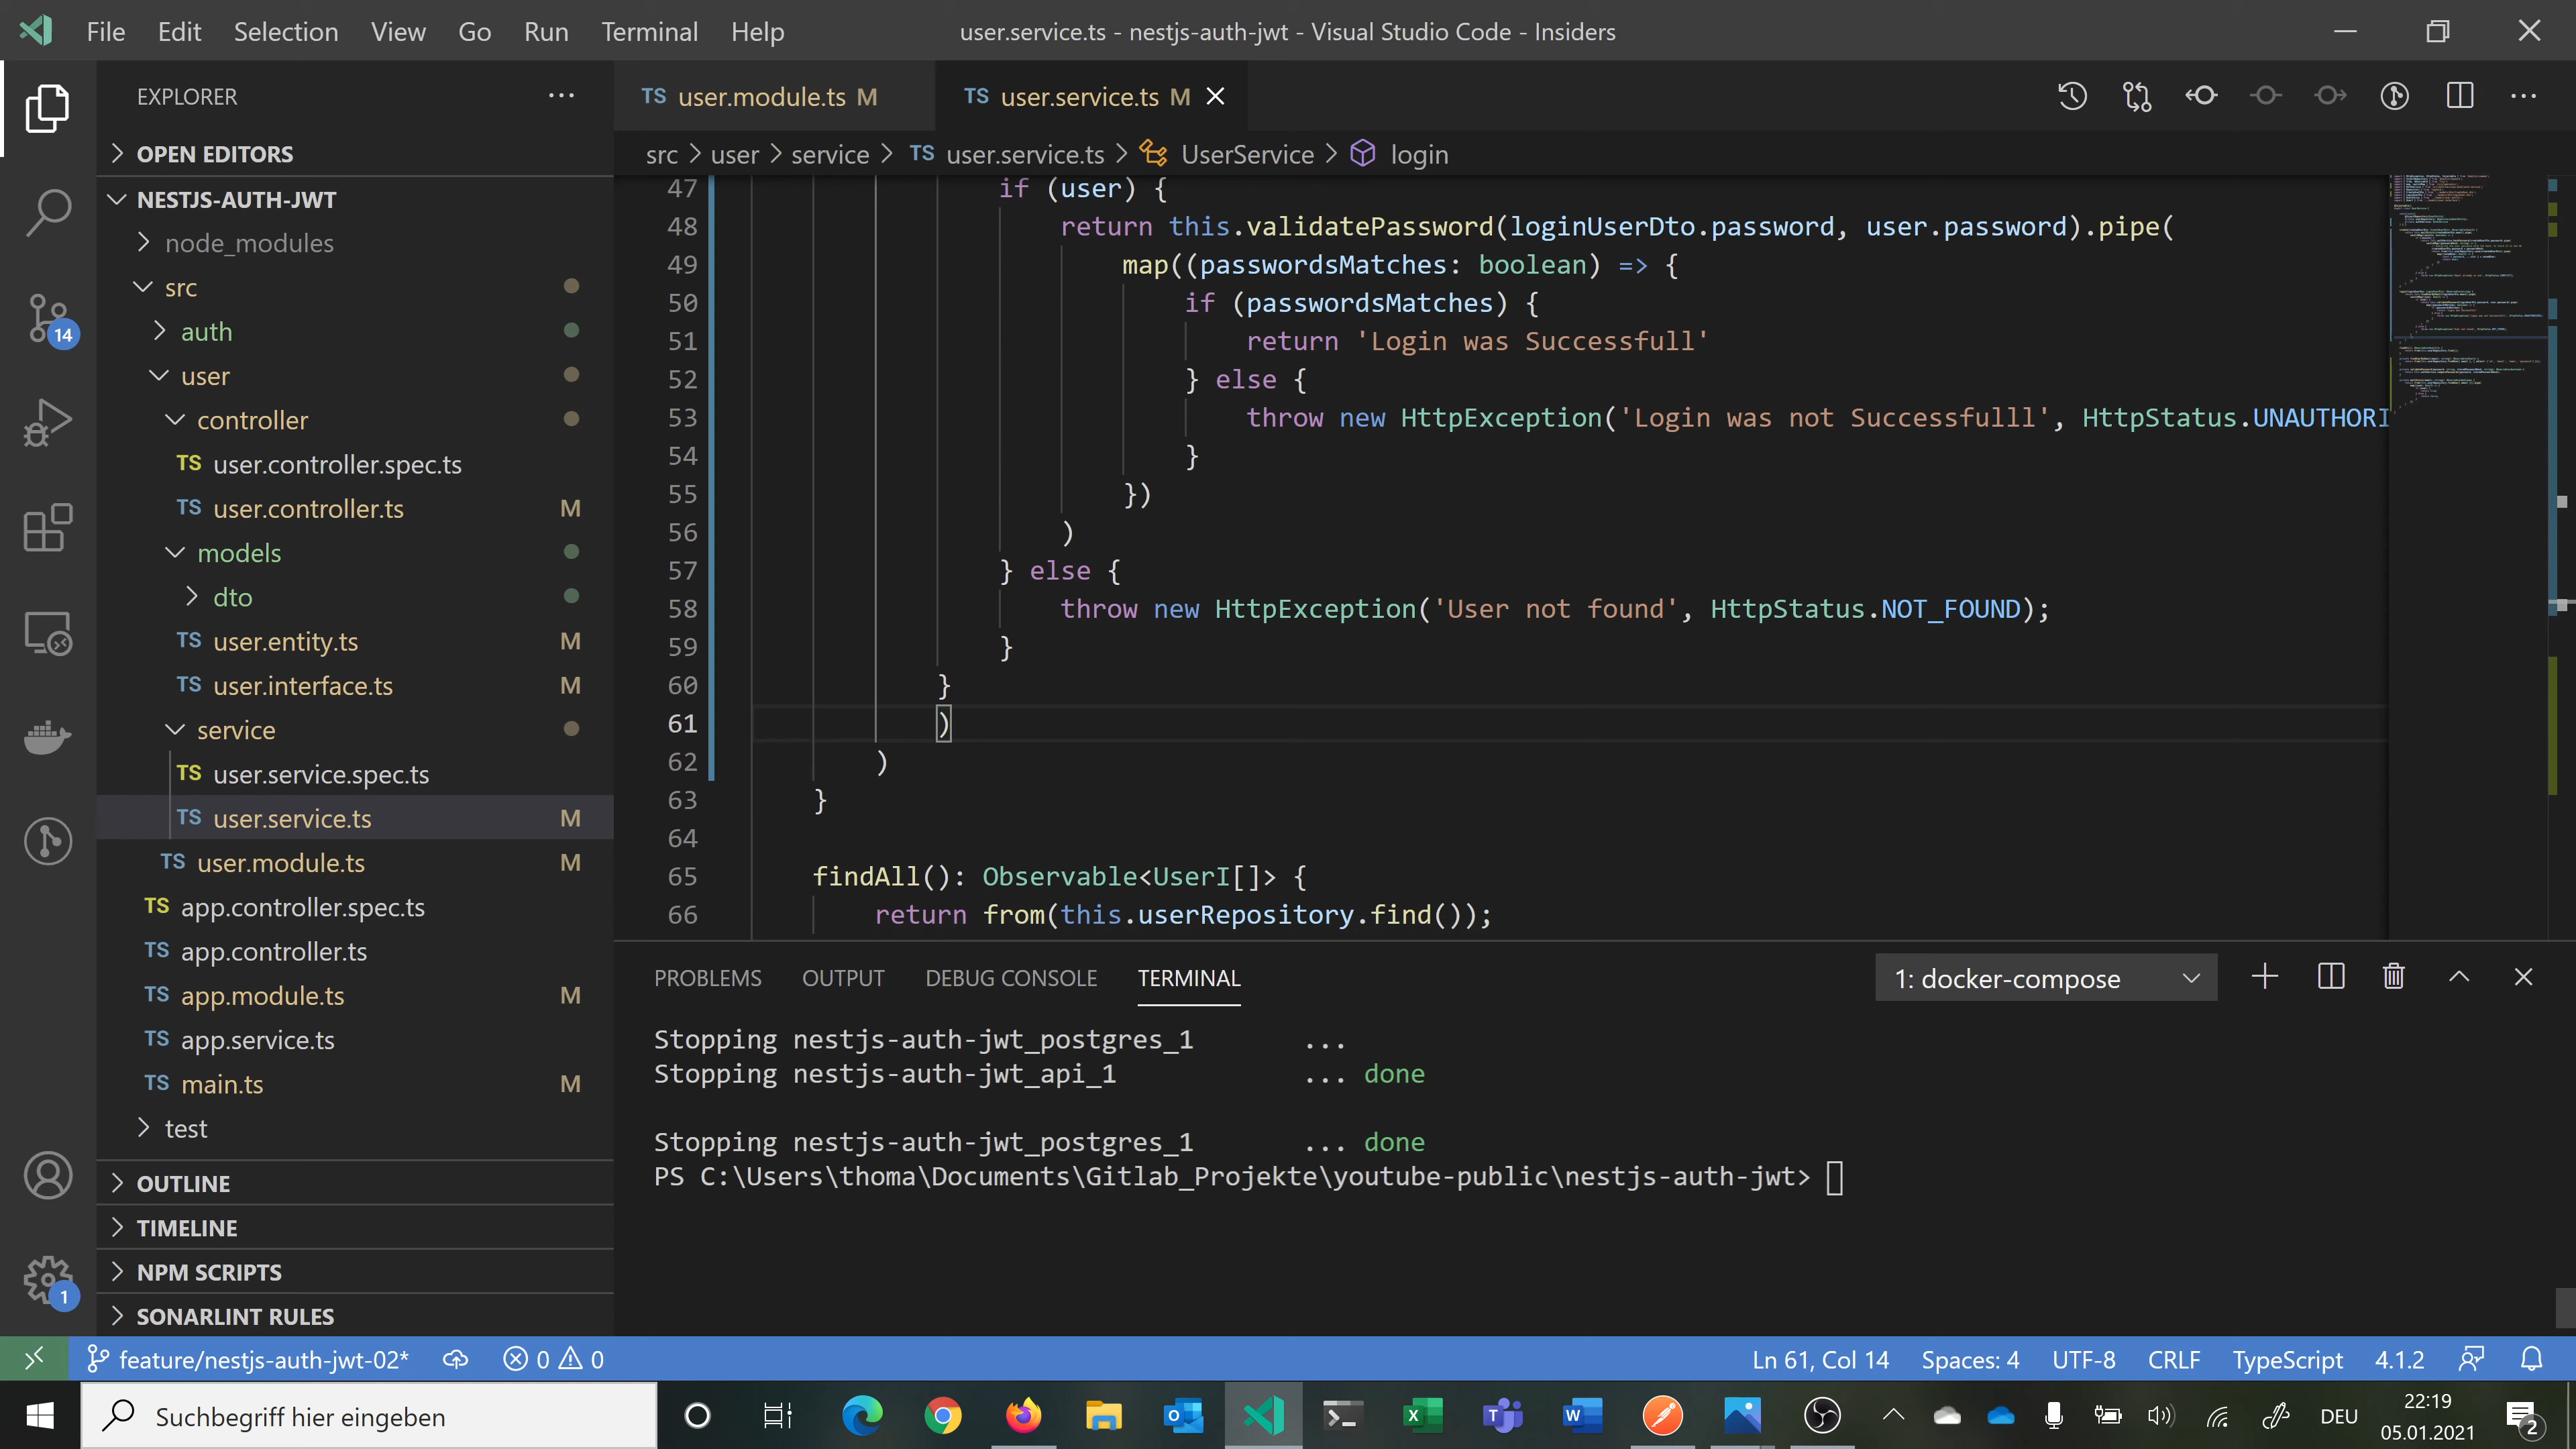 File Edit Selection View Go Run Terminal Help user.service.ts - nestjs-auth-jwt - Visual Studio Code - Insiders
EXPLORER
OPEN EDITORS
NESTJS-AUTH-JWT
node_modules
src
auth
user
controller
TS user.controller.spec.ts
TS user.controller.ts M
models
dto
TS user.entity.ts M
TS user.interface.ts M
service
TS user.service.spec.ts
TS user.service.ts M
TS user.module.ts M
TS app.controller.spec.ts
TS app.controller.ts
TS app.module.ts M
TS app.service.ts
TS main.ts M
test
OUTLINE
TIMELINE
NPM SCRIPTS
SONARLINT RULES
14
1
TS user.module.ts M TS user.service.ts M
src > user > service > TS user.service.ts > UserService > login
47 if (user) {
48 return this.validatePassword(loginUserDto.password, user.password).pipe(
49 map((passwordsMatches: boolean) => {
50 if (passwordsMatches) {
51 return 'Login was Successfull'
52 } else {
53 throw new HttpException('Login was not Successfulll', HttpStatus.UNAUTHORI
54 }
55 })
56 )
57 } else {
58 throw new HttpException('User not found', HttpStatus.NOT_FOUND);
59 }
60 }
61 )
62 )
63 }
64
65 findAll(): Observable<UserI[]> {
66 return from(this.userRepository.find());
PROBLEMS OUTPUT DEBUG CONSOLE TERMINAL 1: docker-compose
Stopping nestjs-auth-jwt_postgres_1 ...
Stopping nestjs-auth-jwt_api_1 ... done
Stopping nestjs-auth-jwt_postgres_1 ... done
PS C:\Users\thoma\Documents\Gitlab_Projekte\youtube-public\nestjs-auth-jwt>
feature/nestjs-auth-jwt-02* 0 0 Ln 61, Col 14 Spaces: 4 UTF-8 CRLF TypeScript 4.1.2
Suchbegriff hier eingeben DEU 22:19
05.01.2021
2